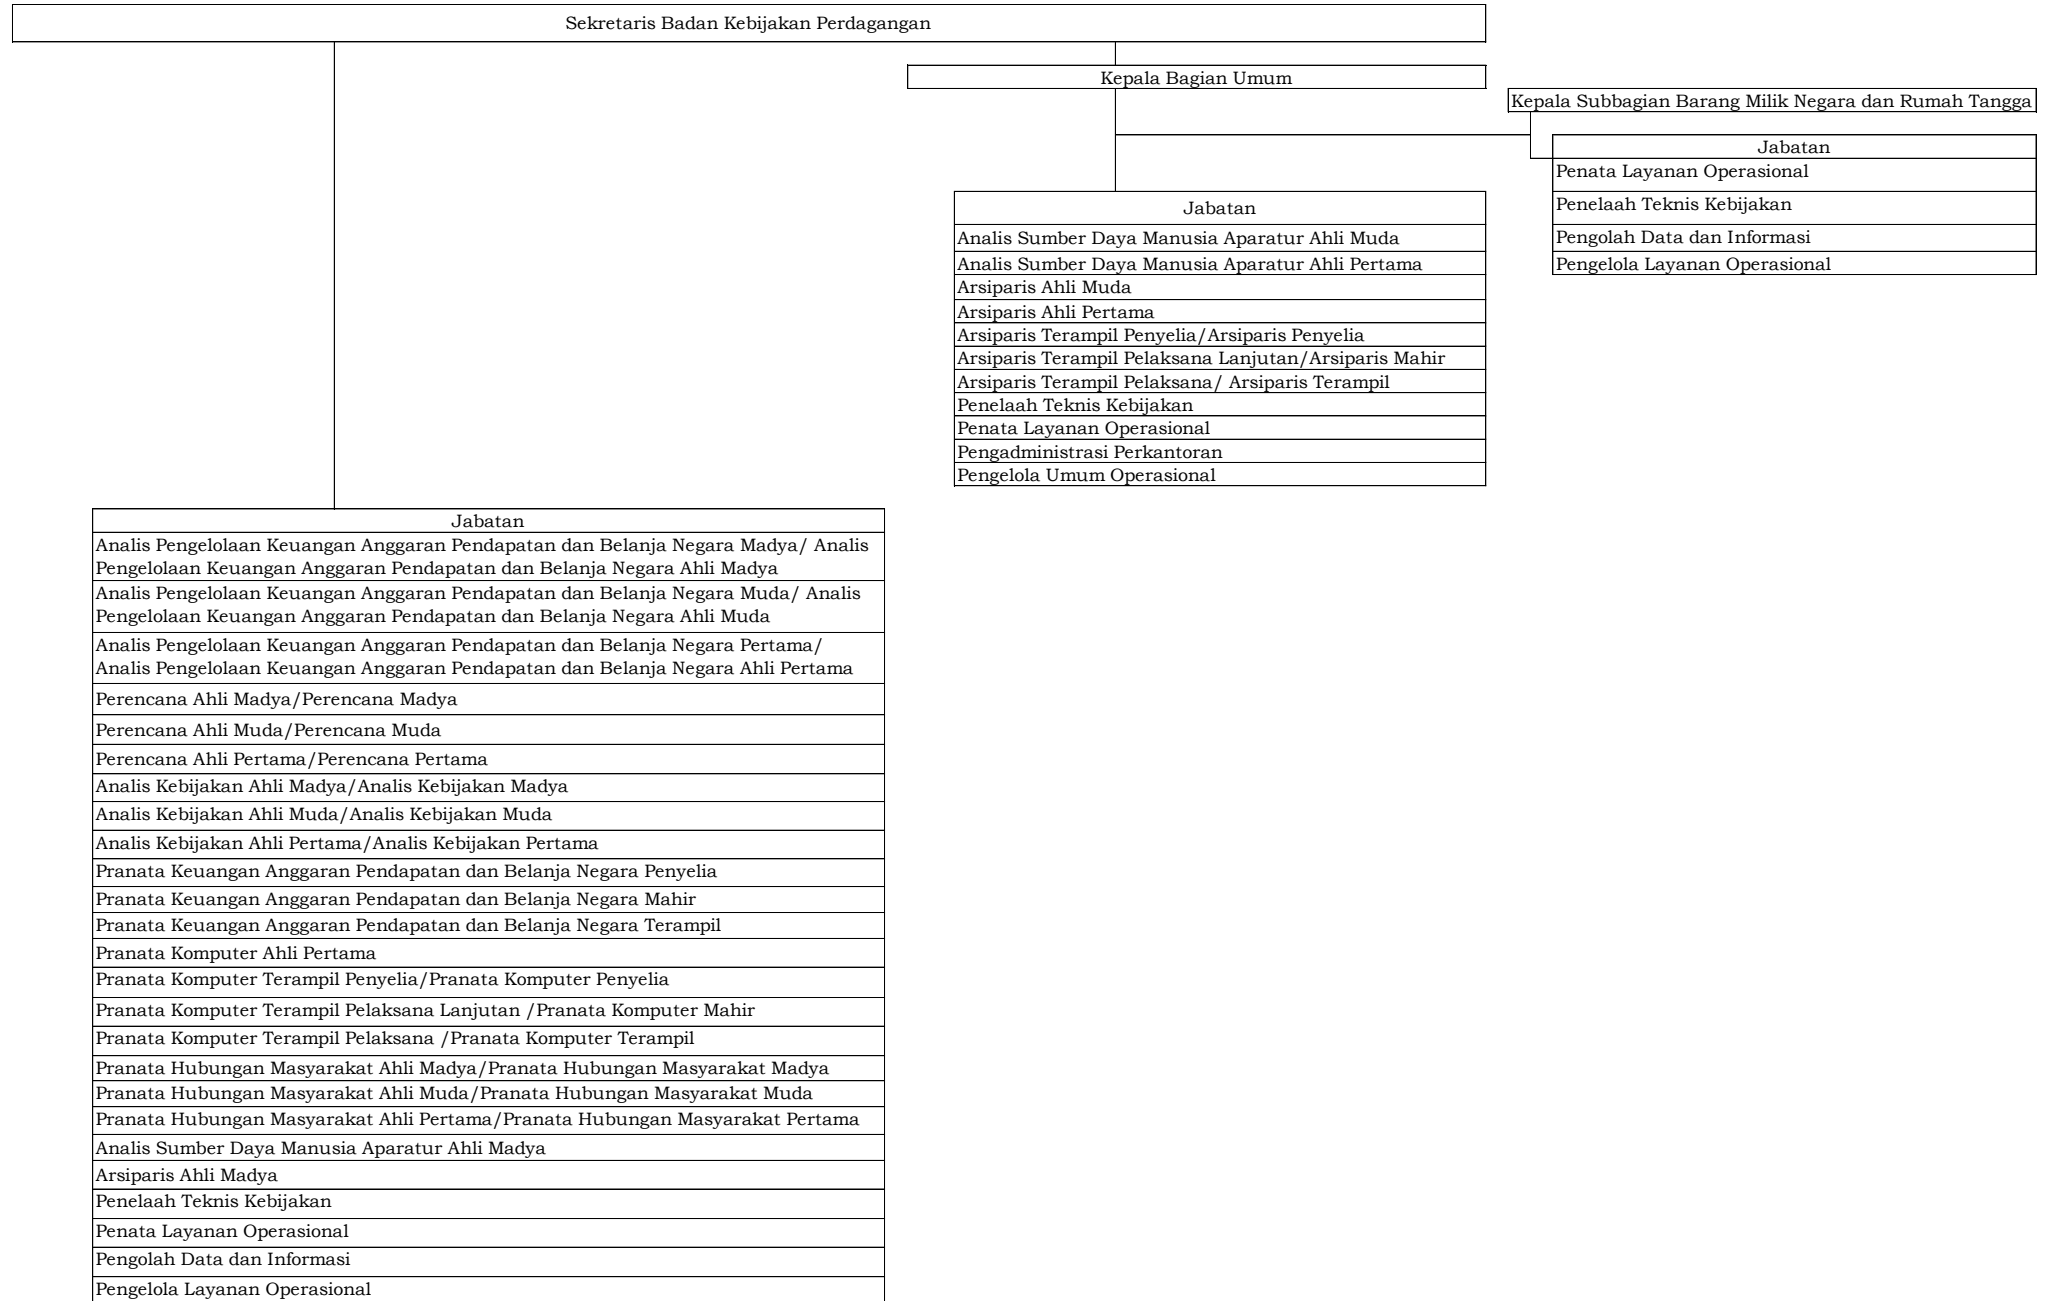 Sekretaris Badan Kebijakan Perdagangan
Kepala Bagian Umum
Kepala Subbagian Barang Milik Negara dan Rumah Tangga
Jabatan
Penata Layanan Operasional
Penelaah Teknis Kebijakan
Pengolah Data dan Informasi
Pengelola Layanan Operasional
Jabatan
Analis Sumber Daya Manusia Aparatur Ahli Muda
Analis Sumber Daya Manusia Aparatur Ahli Pertama
Arsiparis Ahli Muda
Arsiparis Ahli Pertama
Arsiparis Terampil Penyelia/Arsiparis Penyelia
Arsiparis Terampil Pelaksana Lanjutan/Arsiparis Mahir
Arsiparis Terampil Pelaksana/ Arsiparis Terampil
Penelaah Teknis Kebijakan
Penata Layanan Operasional
Pengadministrasi Perkantoran
Pengelola Umum Operasional
Jabatan
Analis Pengelolaan Keuangan Anggaran Pendapatan dan Belanja Negara Madya/ Analis
Pengelolaan Keuangan Anggaran Pendapatan dan Belanja Negara Ahli Madya
Analis Pengelolaan Keuangan Anggaran Pendapatan dan Belanja Negara Muda/ Analis
Pengelolaan Keuangan Anggaran Pendapatan dan Belanja Negara Ahli Muda
Analis Pengelolaan Keuangan Anggaran Pendapatan dan Belanja Negara Pertama/
Analis Pengelolaan Keuangan Anggaran Pendapatan dan Belanja Negara Ahli Pertama
Perencana Ahli Madya/Perencana Madya
Perencana Ahli Muda/Perencana Muda
Perencana Ahli Pertama/Perencana Pertama
Analis Kebijakan Ahli Madya/Analis Kebijakan Madya
Analis Kebijakan Ahli Muda/Analis Kebijakan Muda
Analis Kebijakan Ahli Pertama/Analis Kebijakan Pertama
Pranata Keuangan Anggaran Pendapatan dan Belanja Negara Penyelia
Pranata Keuangan Anggaran Pendapatan dan Belanja Negara Mahir
Pranata Keuangan Anggaran Pendapatan dan Belanja Negara Terampil
Pranata Komputer Ahli Pertama
Pranata Komputer Terampil Penyelia/Pranata Komputer Penyelia
Pranata Komputer Terampil Pelaksana Lanjutan /Pranata Komputer Mahir
Pranata Komputer Terampil Pelaksana /Pranata Komputer Terampil
Pranata Hubungan Masyarakat Ahli Madya/Pranata Hubungan Masyarakat Madya
Pranata Hubungan Masyarakat Ahli Muda/Pranata Hubungan Masyarakat Muda
Pranata Hubungan Masyarakat Ahli Pertama/Pranata Hubungan Masyarakat Pertama
Analis Sumber Daya Manusia Aparatur Ahli Madya
Arsiparis Ahli Madya
Penelaah Teknis Kebijakan
Penata Layanan Operasional
Pengolah Data dan Informasi
Pengelola Layanan Operasional